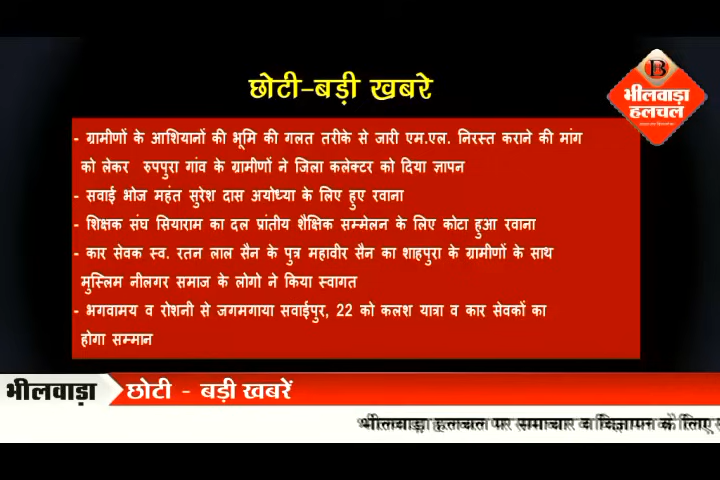 छोटी-बड़ी खबरे
B
भीलवाड़ा
हलचल
- ग्रामीणों के आशियानों की भूमि की गलत तरीके से जारी एम.एल. निरस्त कराने की मांग
को लेकर रुपपुरा गांव के ग्रामीणों ने जिला कलेक्टर को दिया ज्ञापन
- सवाई भोज महंत सुरेश दास अयोध्या के लिए हुए रवाना
- शिक्षक संघ सियाराम का दल प्रांतीय शैक्षिक सम्मेलन के लिए कोटा हुआ रवाना
- कार सेवक स्व. रतन लाल सैन के पुत्र महावीर सैन का शाहपुरा के ग्रामीणों के साथ
मुस्लिम नीलगर समाज के लोगो ने किया स्वागत
- भगवामय व रोशनी से जगमगाया सवाईपुर, 22 को कलश यात्रा व कार सेवकों का
होगा सम्मान
भीलवाड़ा छोटी - बड़ी खबरें
भीलवाड़ा हलचल पर समाचार व विज्ञापन के लिए